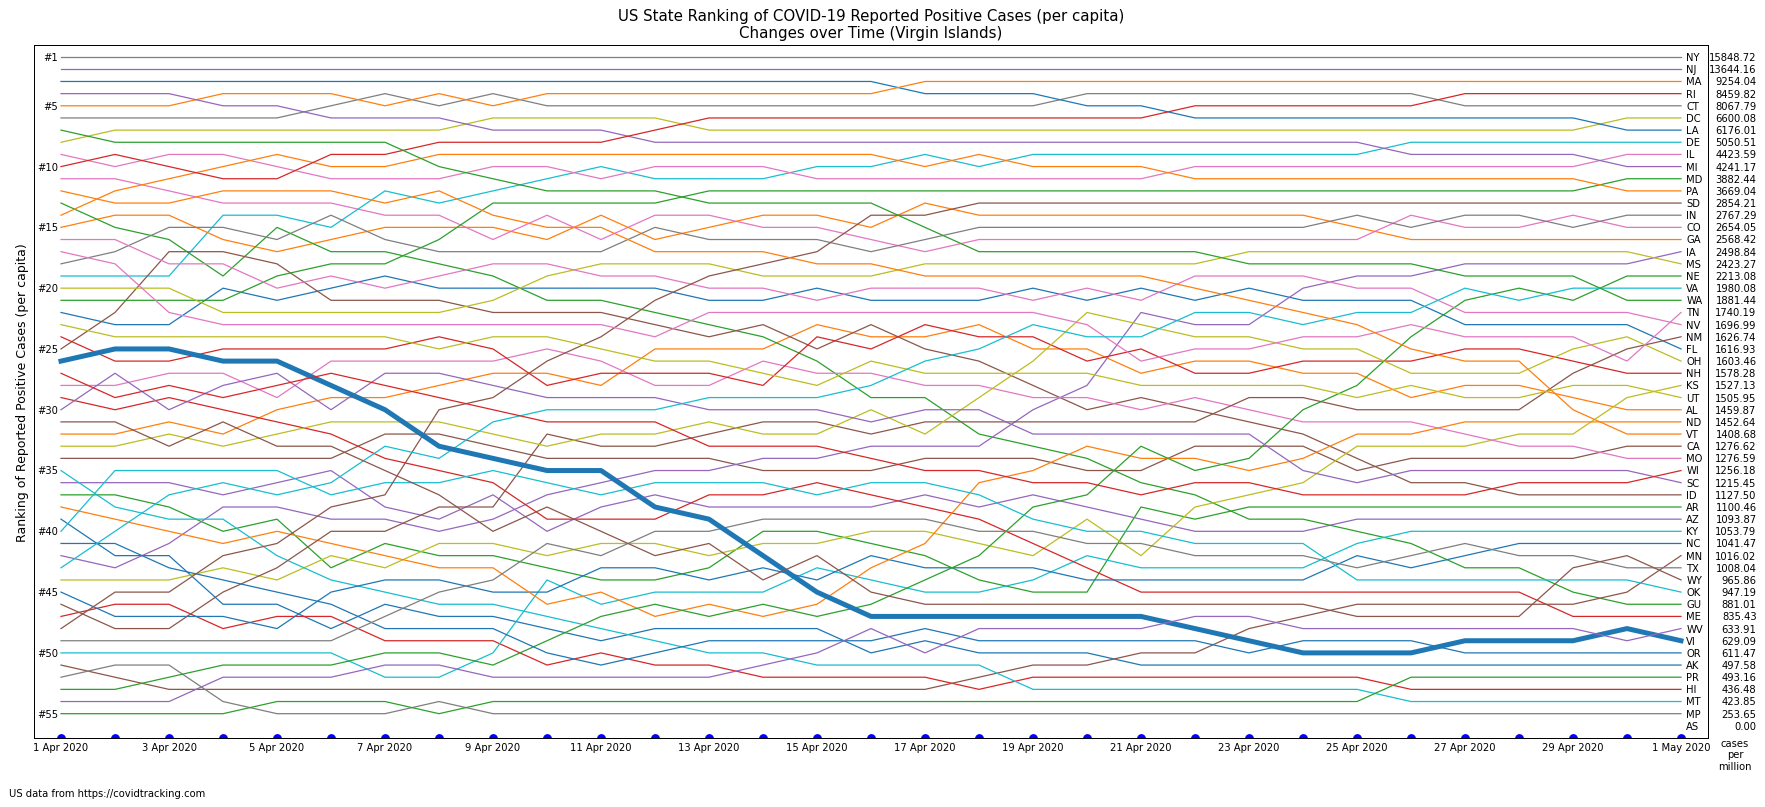 US State Ranking of COVID-19 Reported Positive Cases (per capita)
Changes over Time (Virgin Islands)
Ranking of Reported Positive Cases (per capita)
#1
#5
#10
#15
#20
#25
#30
#35
#40
#45
#50
#55
NY 15848.72
NJ 13644.16
MA 9254.04
RI 8459.82
CT 8067.79
DC 6600.08
LA 6176.01
DE 5050.51
IL 4423.59
MI 4241.17
MD 3882.44
PA 3669.04
SD 2854.21
IN 2767.29
CO 2654.05
GA 2568.42
IA 2498.84
MS 2423.27
NE 2213.08
VA 1980.08
WA 1881.44
TN 1740.19
NV 1696.99
NM 1626.74
FL 1616.93
OH 1603.46
NH 1578.28
KS 1527.13
UT 1505.95
AL 1459.87
ND 1452.64
VT 1408.68
CA 1276.62
MO 1276.59
WI 1256.18
SC 1215.45
ID 1127.50
AR 1100.46
AZ 1093.87
KY 1053.79
NC 1041.47
MN 1016.02
TX 1008.04
WY 965.86
OK 947.19
GU 881.01
ME 835.43
WV 633.91
VI 629.09
OR 611.47
AK 497.58
PR 493.16
HI 436.48
MT 423.85
MP 253.65
AS 0.00
1 Apr 2020 3 Apr 2020 5 Apr 2020 7 Apr 2020 9 Apr 2020 11 Apr 2020 13 Apr 2020 15 Apr 2020 17 Apr 2020 19 Apr 2020 21 Apr 2020 23 Apr 2020 25 Apr 2020 27 Apr 2020 29 Apr 2020 1 May 2020
cases
per
million
US data from https://covidtracking.com